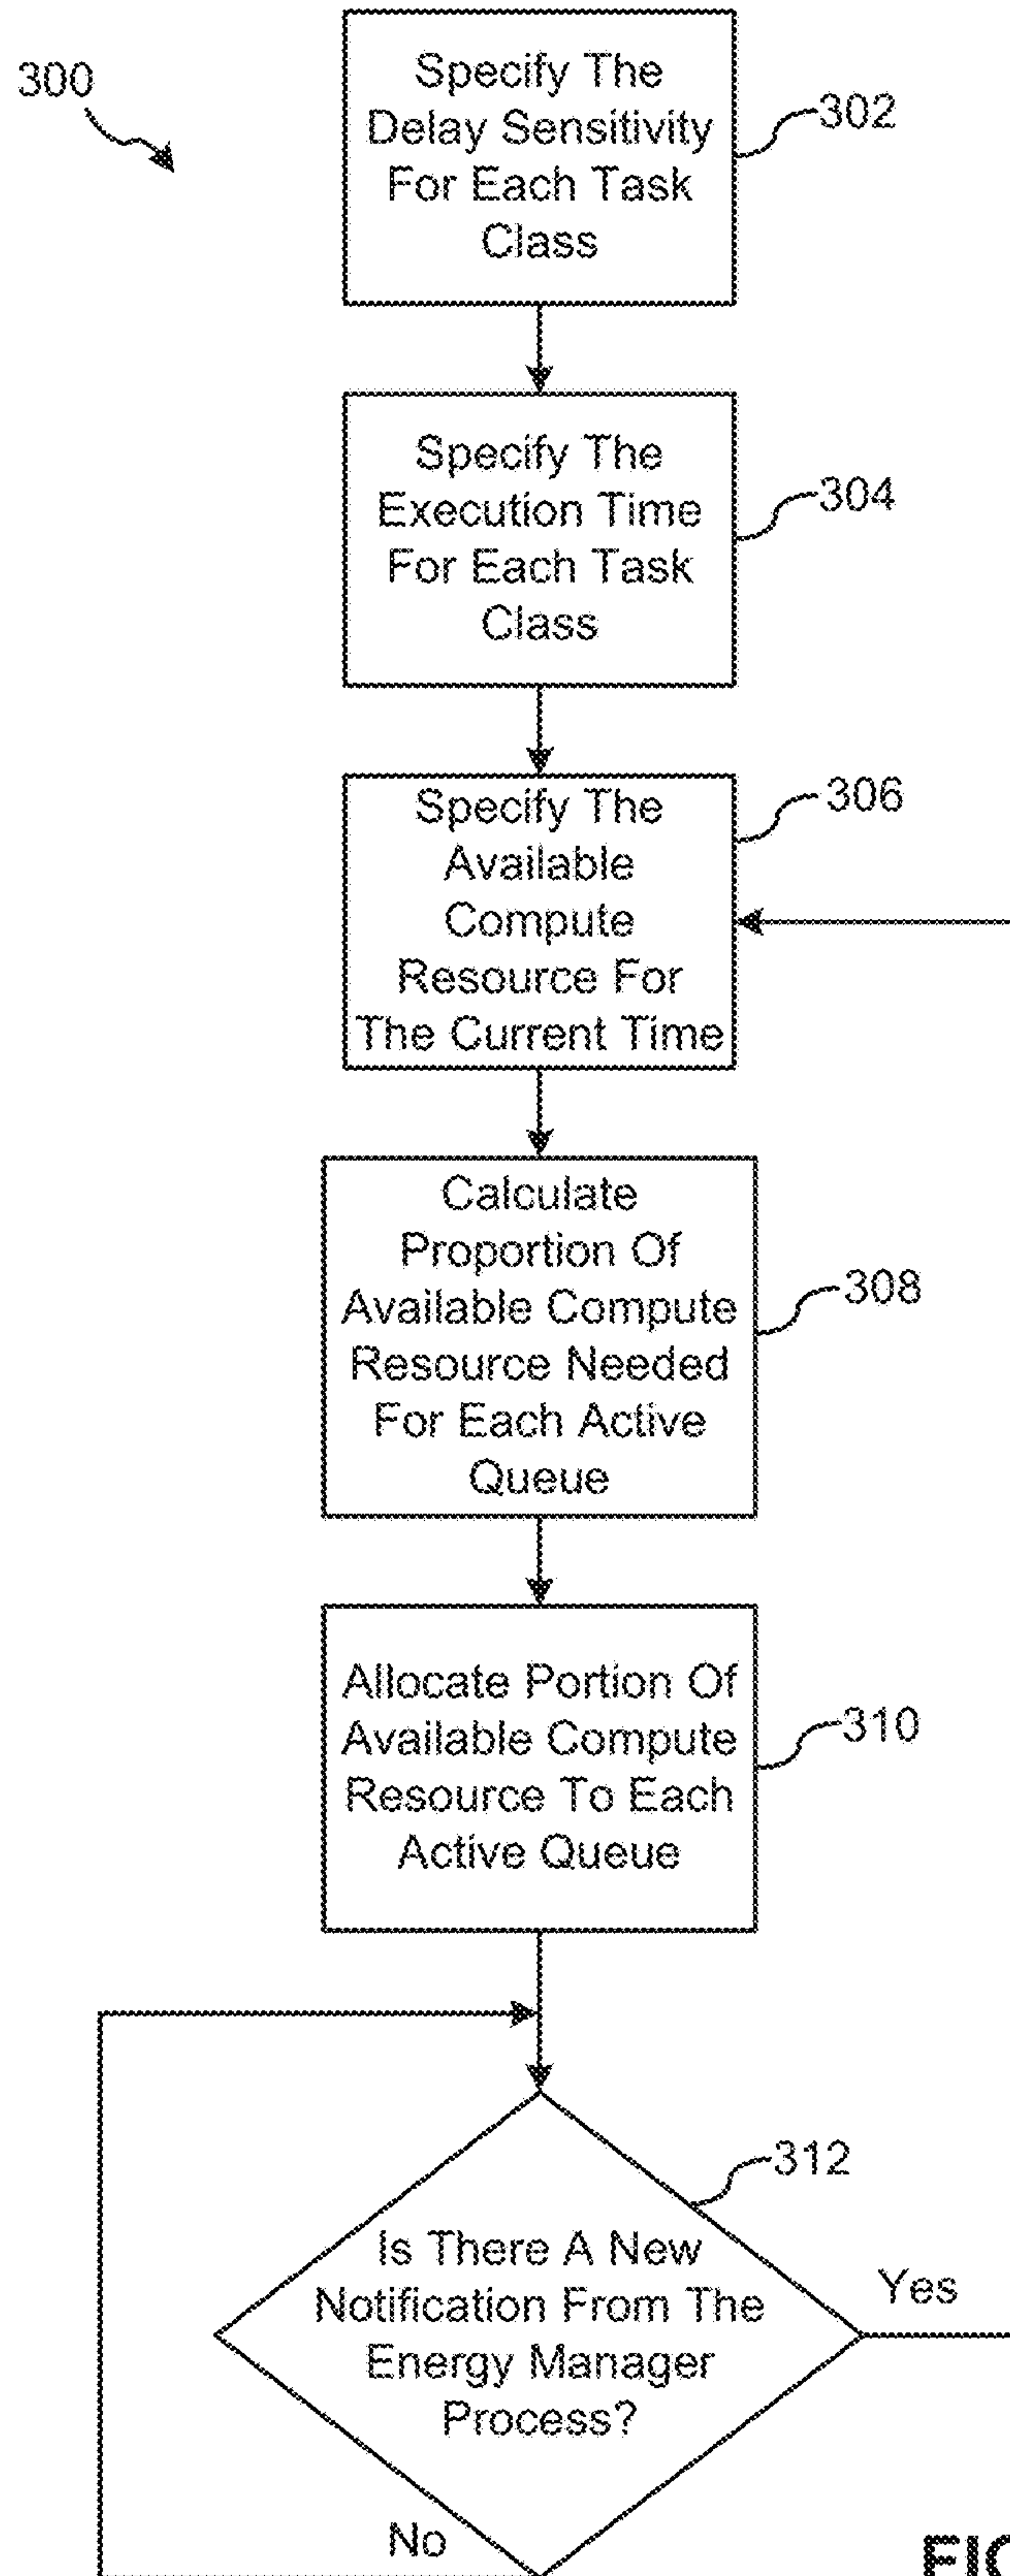 300
Specify The
Delay Sensitivity
For Each Task
Class
302
Specify The
Execution Time
For Each Task
Class
304
Specify The
Available
Compute
Resource For
The Current Time
306
Calculate
Proportion Of
Available Compute
Resource Needed
For Each Active
Queue
308
Allocate Portion Of
Available Compute
Resource To Each
Active Queue
310
Is There A New
Notification From The
Energy Manager
Process?
312
Yes
No